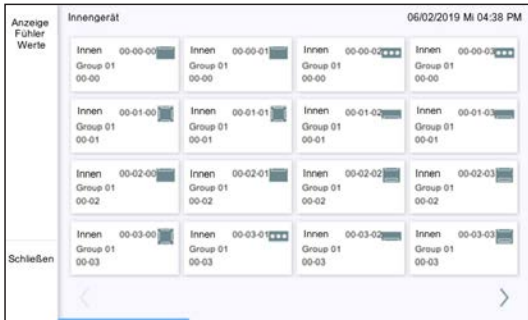 Anzeige
Fühler
Werte
Innengerät 06/02/2019 Mi 04:38 PM
Innen 00-00-00
Group 01
00-00
Innen 00-00-01
Group 01
00-00
Innen 00-00-02
Group 01
00-00
Innen 00-00-03
Group 01
00-00
Innen 00-01-00
Group 01
00-01
Innen 00-01-01
Group 01
00-01
Innen 00-01-02
Group 01
00-01
Innen 00-01-03
Group 01
00-01
Innen 00-02-00
Group 01
00-02
Innen 00-02-01
Group 01
00-02
Innen 00-02-02
Group 01
00-02
Innen 00-02-03
Group 01
00-02
Innen 00-03-00
Group 01
00-03
Innen 00-03-01
Group 01
00-03
Innen 00-03-02
Group 01
00-03
Innen 00-03-03
Group 01
00-03
Schließen